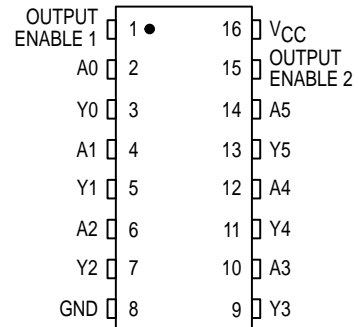 OUTPUT
ENABLE 1 1 16 VCC
A0 2 15 OUTPUT
ENABLE 2
Y0 3 14 A5
A1 4 13 Y5
Y1 5 12 A4
A2 6 11 Y4
Y2 7 10 A3
GND 8 9 Y3